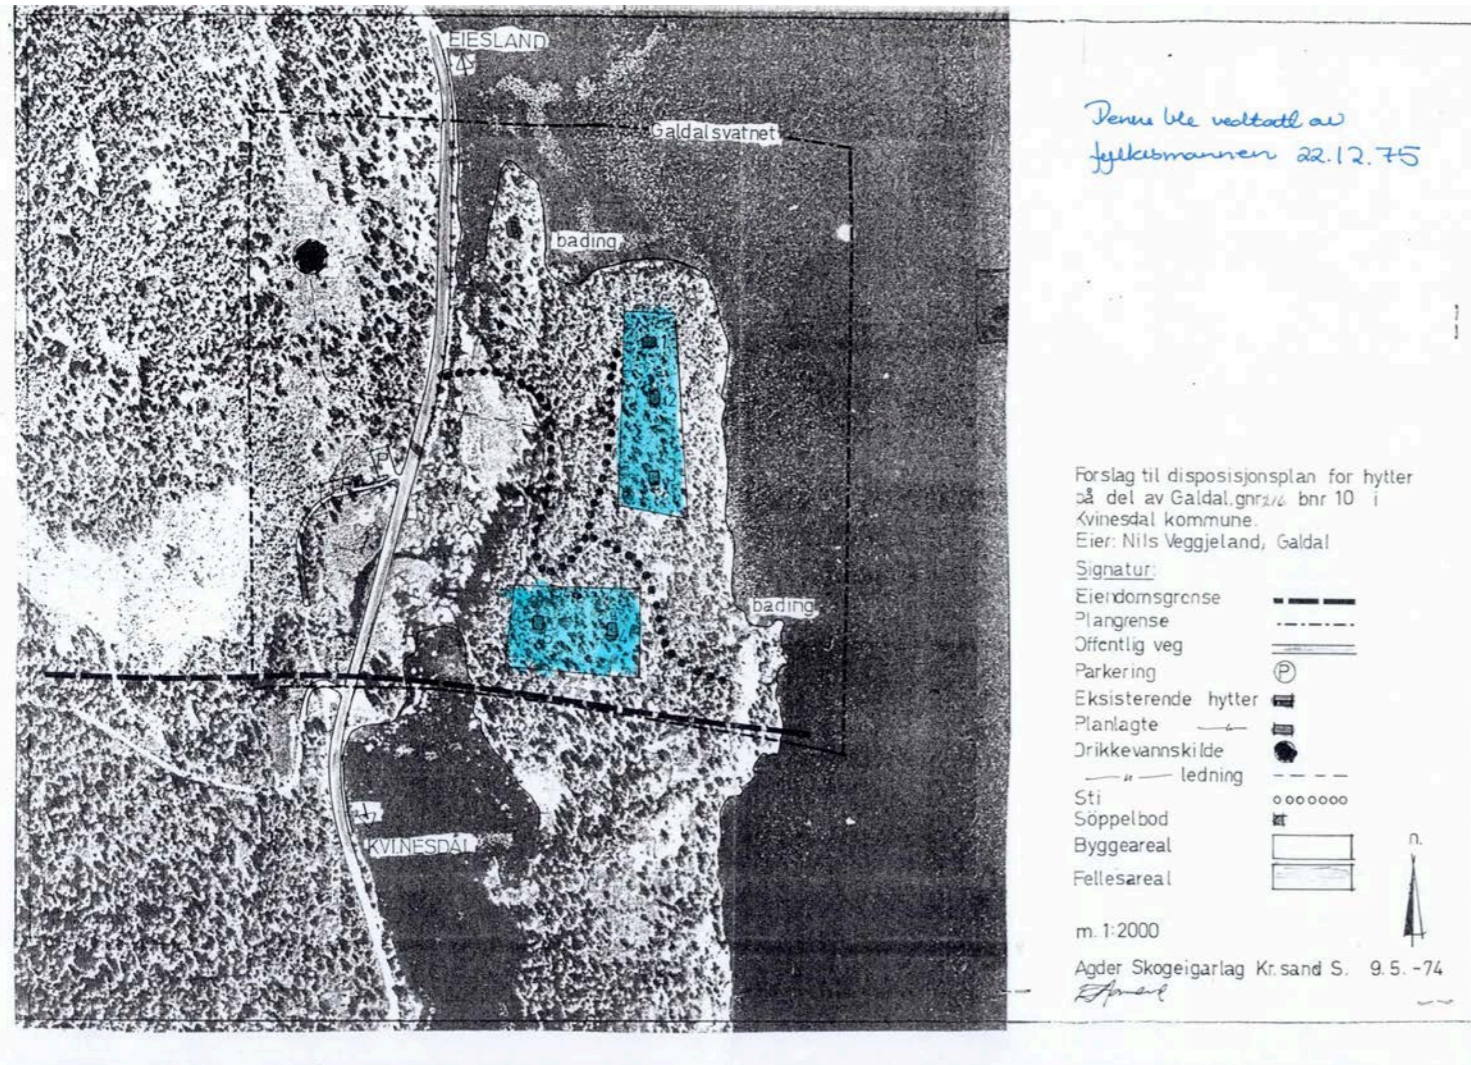 EIESLAND
Galdalsvatnet
bading
P
bading
KVINESDAL
Denne ble vedtatt av
fylkesmannen 22.12.75
Forslag til disposisjonsplan for hytter
på del av Galdal, gnr bnr 10 i
Kvinesdal kommune.
Eier: Nils Veggjeland, Galdal
Signatur:
Eiendomsgrense
Plangrense
Offentlig veg
Parkering P
Eksisterende hytter
Planlagte — " —
Drikkevannskilde
— " — ledning
Sti
Söppelbod
Byggeareal
Fellesareal
n.
m. 1:2000
Agder Skogeigarlag Kr.sand S. 9.5.-74